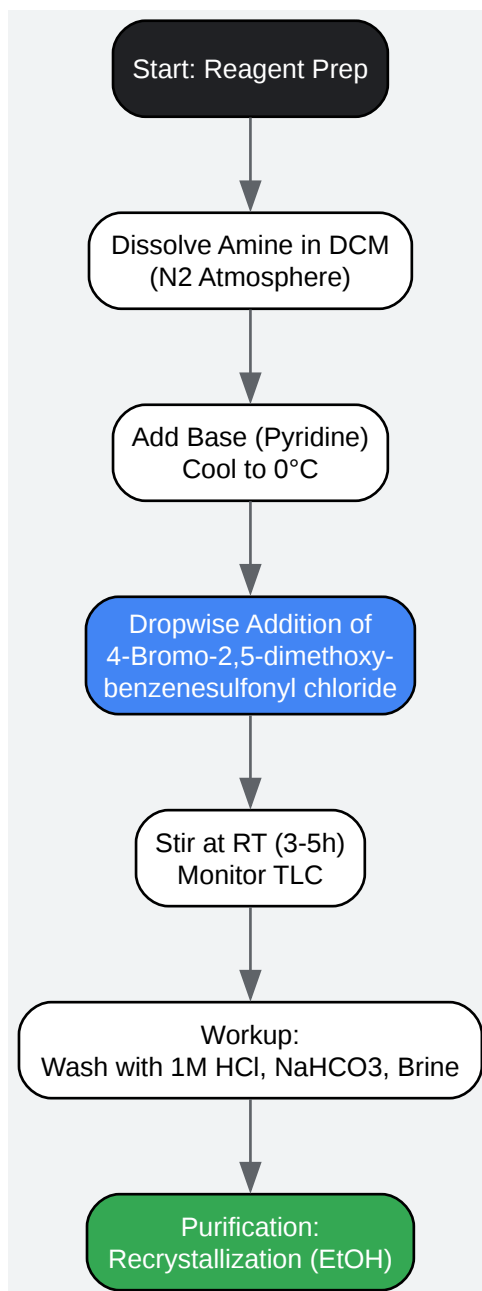 Start: Reagent Prep
Dissolve Amine in DCM
(N2 Atmosphere)
Add Base (Pyridine)
Cool to 0°C
Dropwise Addition of
4-Bromo-2,5-dimethoxy-
benzenesulfonyl chloride
Stir at RT (3-5h)
Monitor TLC
Workup:
Wash with 1M HCl, NaHCO3, Brine
Purification:
Recrystallization (EtOH)